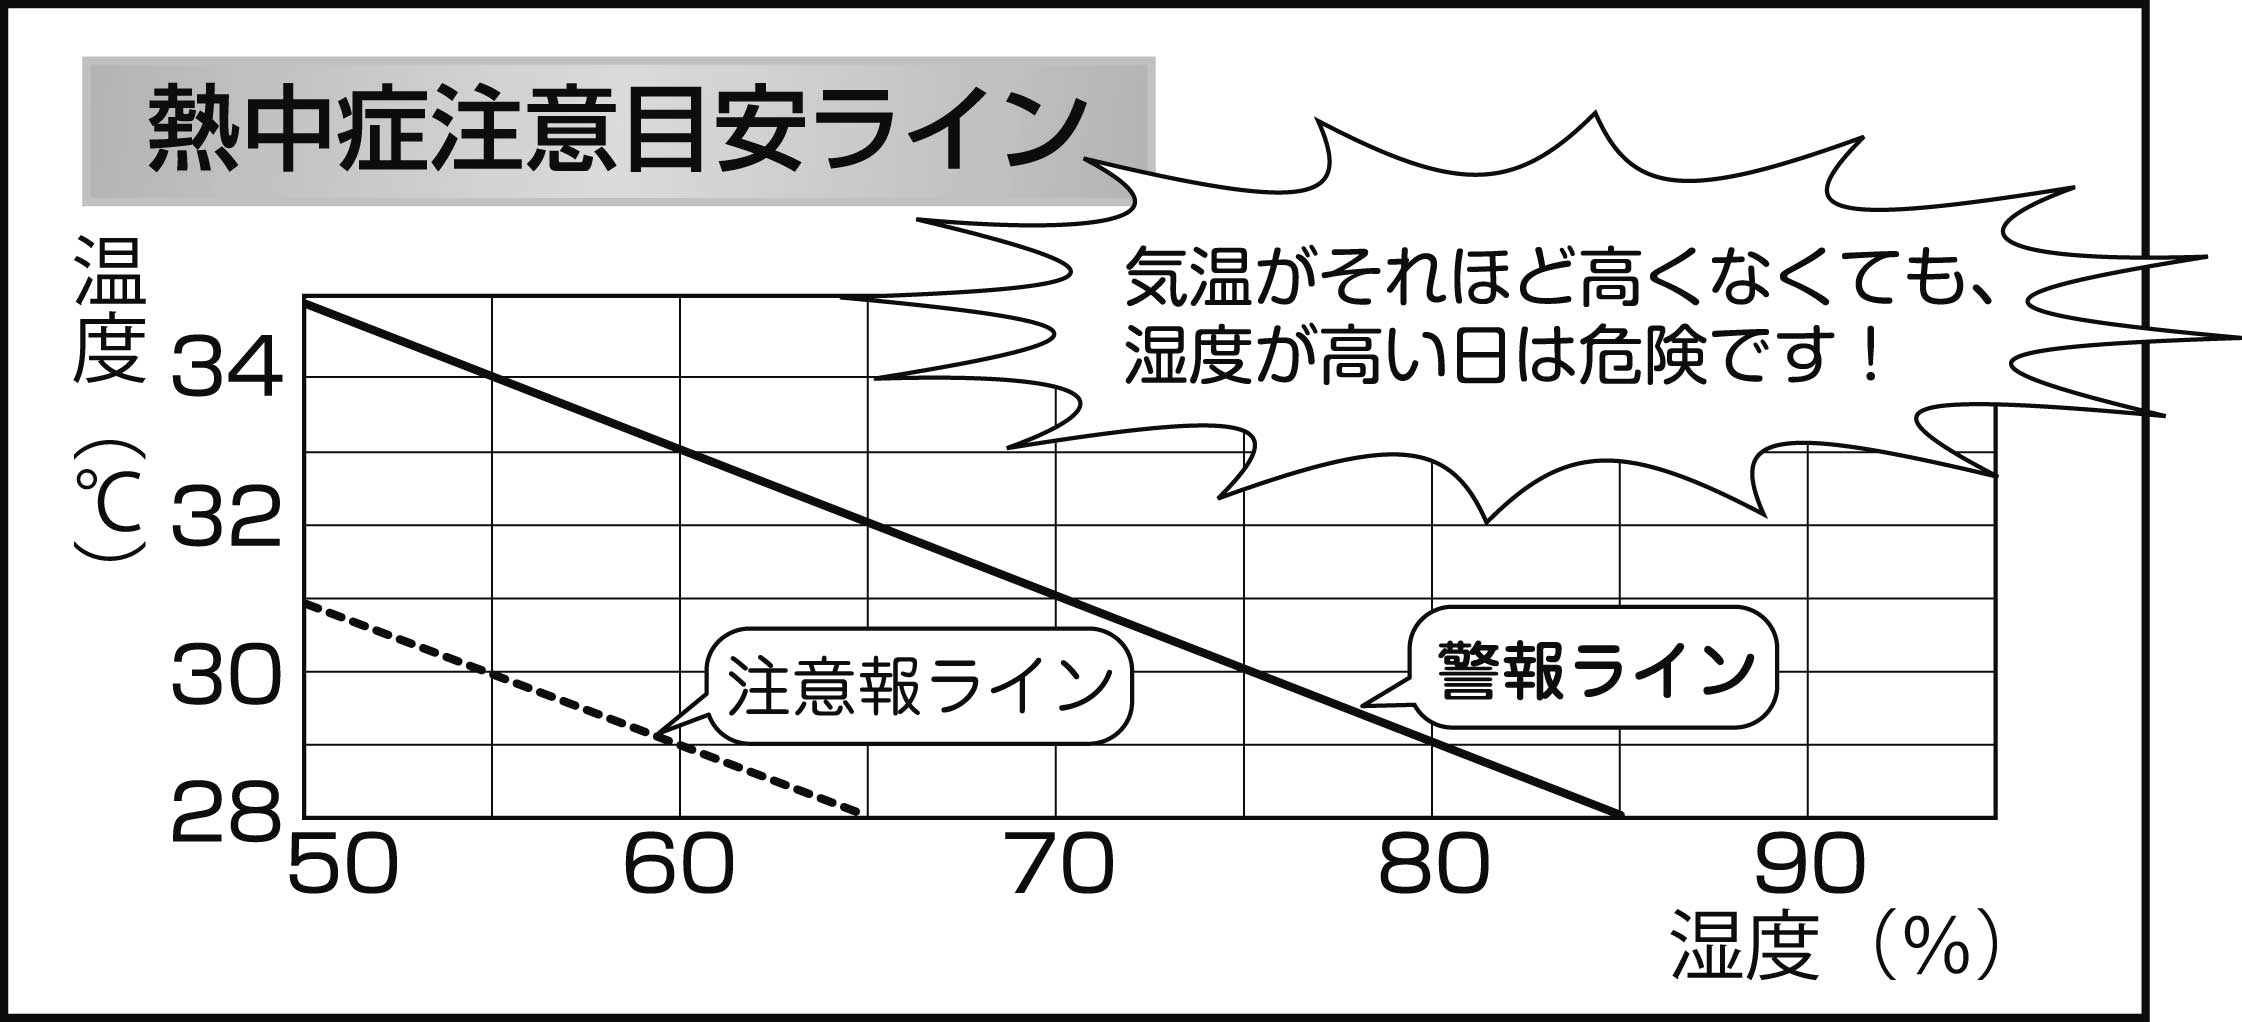 熱中症注意目安ライン
気温がそれほど高くなくても、
湿度が高い日は危険です！
温度（℃）
34
32
30
28
注意報ライン
警報ライン
50 60 70 80 90
湿度（%）